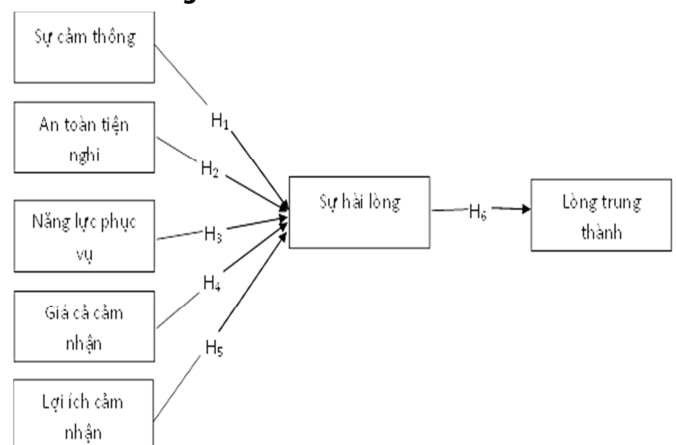 Sự cảm thông
H1
An toàn tiện
nghi
H2
Năng lực phục
vụ
H3
Giá cả cảm
nhận
H4
Lợi ích cảm
nhận
H5
Sự hài lòng
H6
Lòng trung
thành